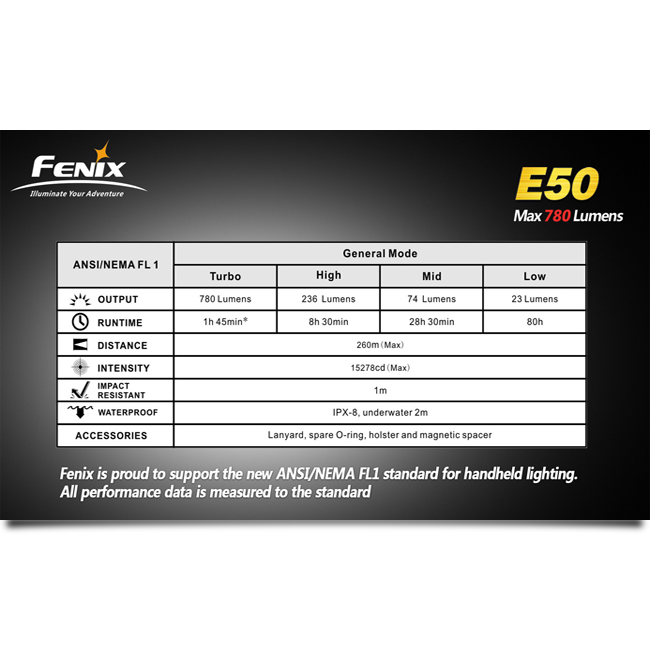 FENIX
Illuminate Your Adventure
E50
Max 780 Lumens
ANSI/NEMA FL 1
General Mode
Turbo High Mid Low
OUTPUT 780 Lumens 236 Lumens 74 Lumens 23 Lumens
RUNTIME 1h 45min* 8h 30min 28h 30min 80h
DISTANCE 260m (Max)
INTENSITY 15278cd (Max)
IMPACT
RESISTANT 1m
WATERPROOF IPX-8, underwater 2m
ACCESSORIES Lanyard, spare O-ring, holster and magnetic spacer
Fenix is proud to support the new ANSI/NEMA FL1 standard for handheld lighting.
All performance data is measured to the standard